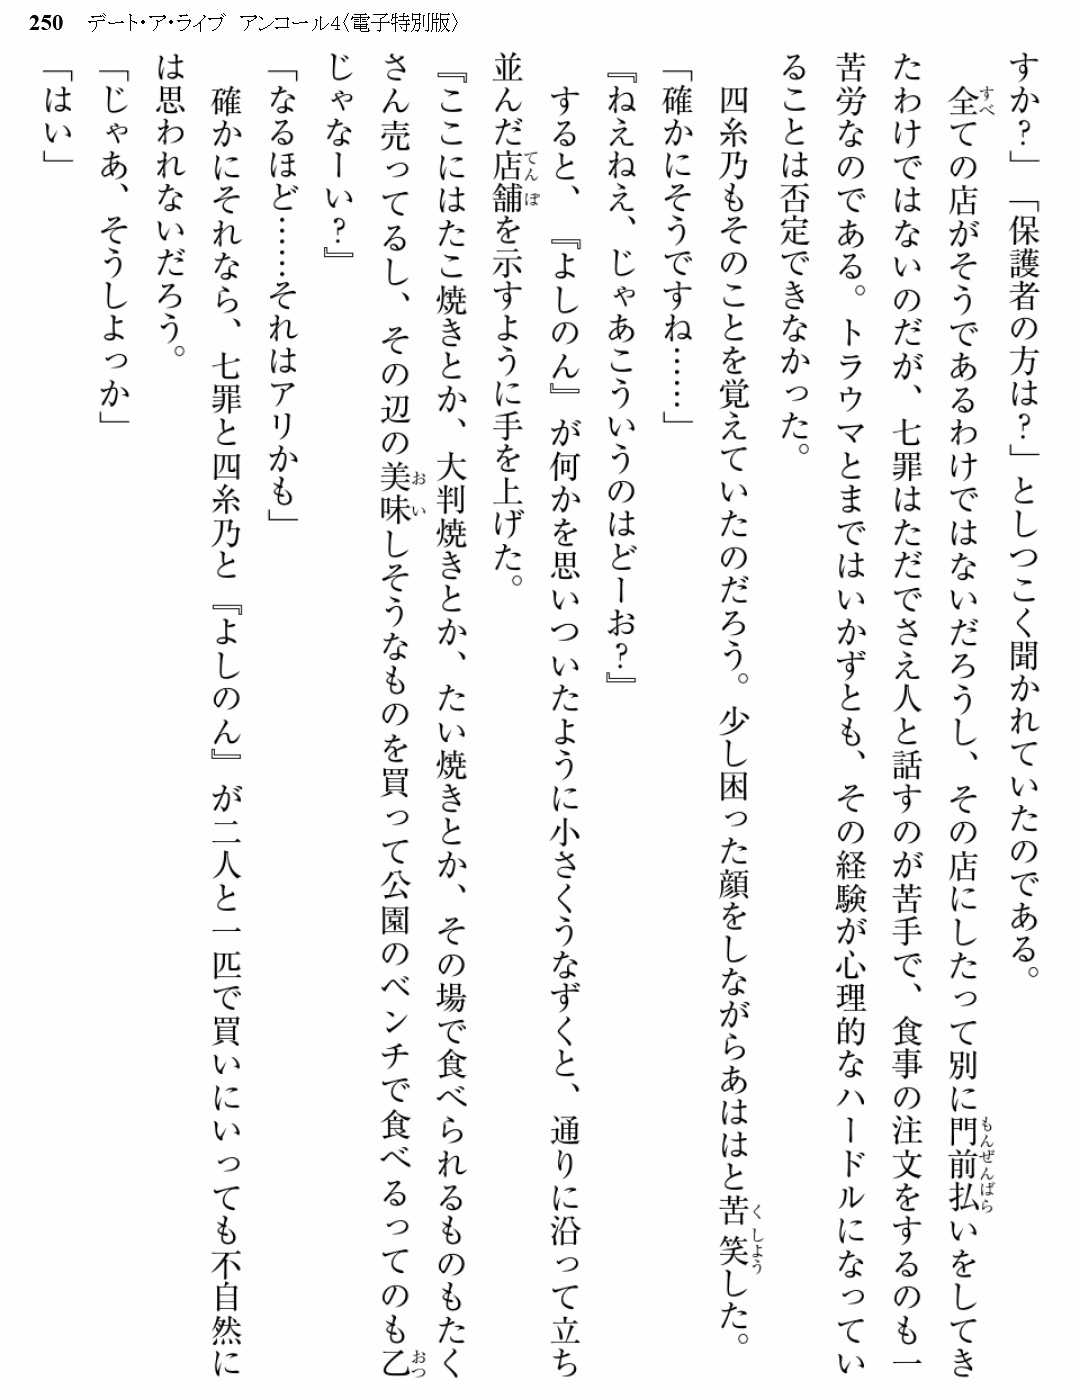 250 デート・ア・ライブ アンコール4〈電子特別版〉
すか?」「保護者の方は?」としつこく聞かれていたのである。
全ての店がそうであるわけではないだろうし、その店にしたって別に門前払いをしてき
たわけではないのだが、七罪はただでさえ人と話すのが苦手で、食事の注文をするのも一
苦労なのである。トラウマとまではいかずとも、その経験が心理的なハードルになってい
ることは否定できなかった。
四糸乃もそのことを覚えていたのだろう。少し困った顔をしながらあははと苦笑した。
「確かにそうですね……」
『ねえねえ、じゃあこういうのはどーお?』
すると、『よしのん』が何かを思いついたように小さくうなずくと、通りに沿って立ち
並んだ店舗を示すように手を上げた。
『ここにはたこ焼きとか、大判焼きとか、たい焼きとか、その場で食べられるものもたく
さん売ってるし、その辺の美味しそうなものを買って公園のベンチで食べるってのも乙
じゃなーい?』
「なるほど……それはアリかも」
確かにそれなら、七罪と四糸乃と『よしのん』が二人と一匹で買いにいっても不自然に
は思われないだろう。
「じゃあ、そうしよっか」
「はい」